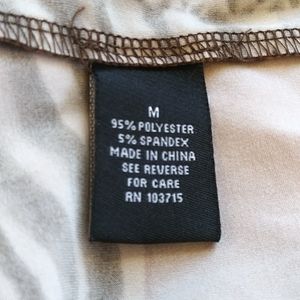 M
95% POLYESTER
5% SPANDEX
MADE IN CHINA
SEE REVERSE
FOR CARE
RN 103715